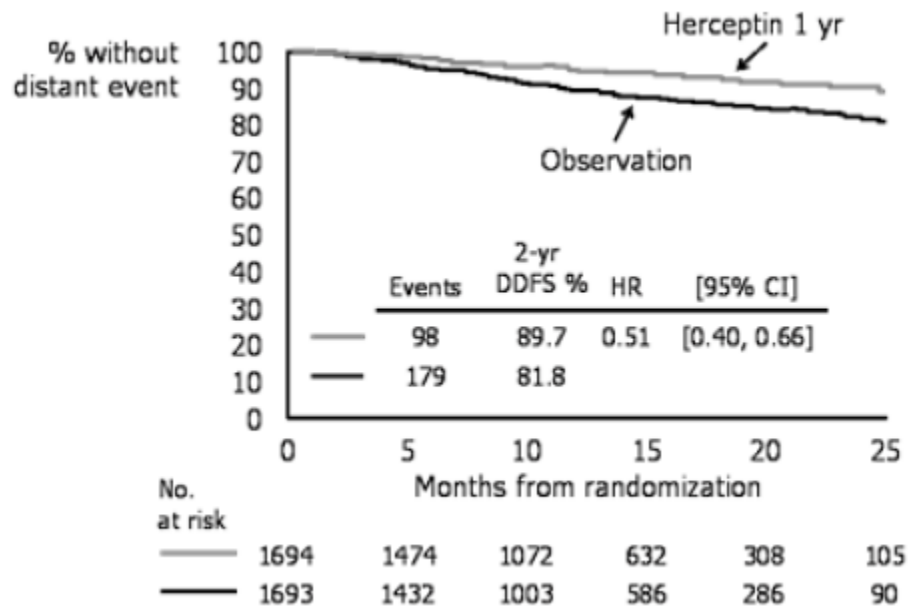 Herceptin 1 yr
% without
distant event
100
90
80
70
60
50
40
30
20
10
0
Observation
2-yr
Events DDFS % HR [95% CI]
98 89.7 0.51 [0.40, 0.66]
179 81.8
0 5 10 15 20 25
Months from randomization
No.
at risk
1694 1474 1072 632 308 105
1693 1432 1003 586 286 90